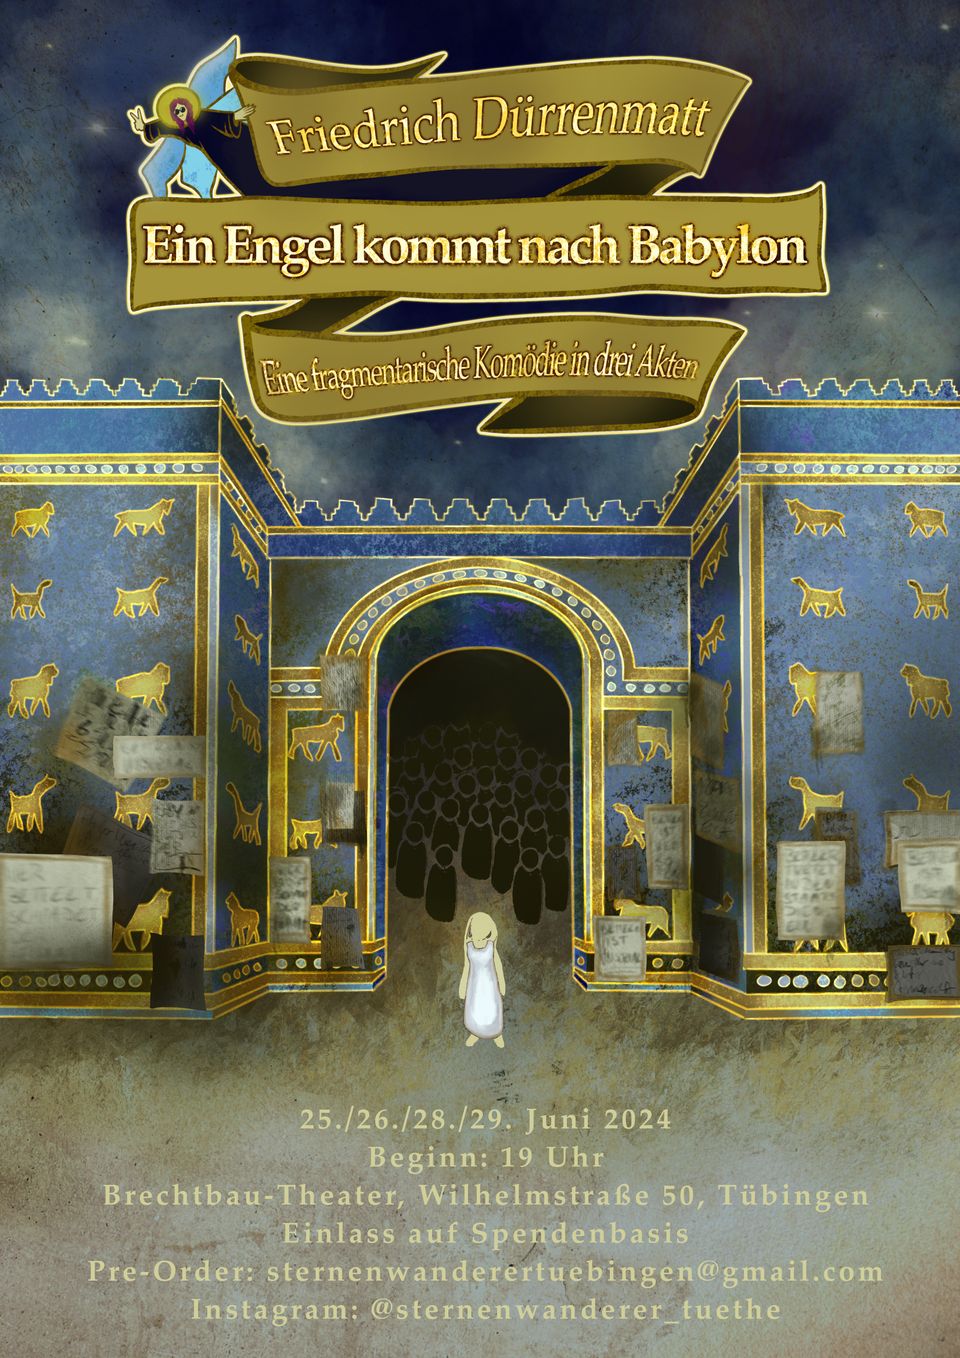 Friedrich Dürrenmatt
Ein Engel kommt nach Babylon
Eine fragmentarische Komödie in drei Akten
25./26./28./29. Juni 2024
Beginn: 19 Uhr
Brechtbau-Theater, Wilhelmstraße 50, Tübingen
Einlass auf Spendenbasis
Pre-Order: sternenwanderertuebingen@gmail.com
Instagram: @sternenwanderer_tuethe